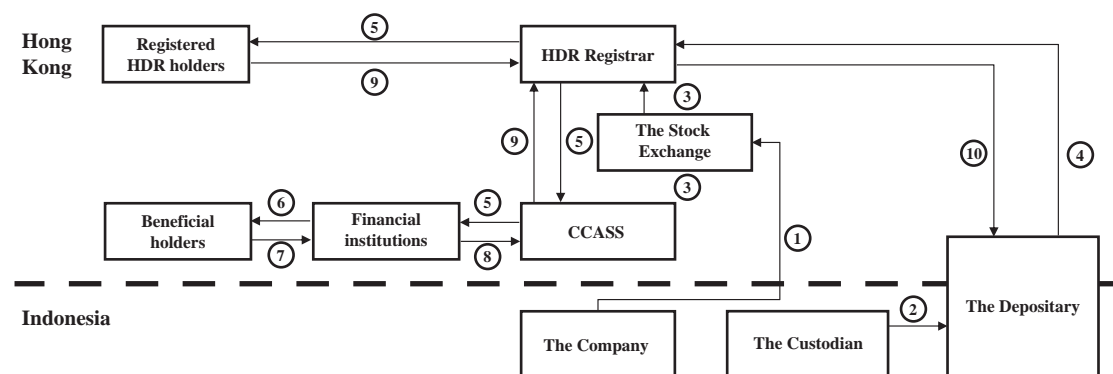 Hong
Kong
Registered
HDR holders
5
9
HDR Registrar
3
The Stock
Exchange
3
9
5
10
4
Beneficial
holders
6
7
Financial
institutions
5
8
CCASS
1
Indonesia
The Company
The Custodian
2
The Depositary